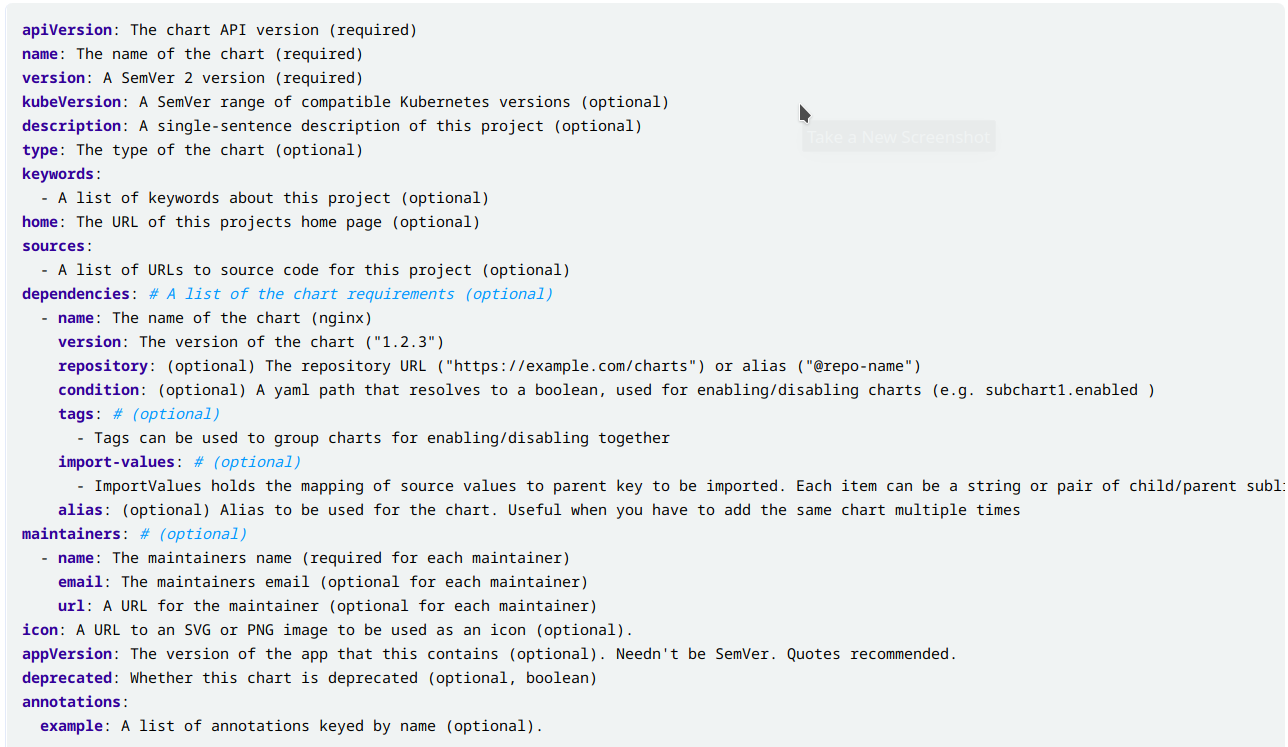 apiVersion: The chart API version (required)
name: The name of the chart (required)
version: A SemVer 2 version (required)
kubeVersion: A SemVer range of compatible Kubernetes versions (optional)
description: A single-sentence description of this project (optional)
Take a New Screenshot
type: The type of the chart (optional)
keywords:
  - A list of keywords about this project (optional)
home: The URL of this projects home page (optional)
sources:
  - A list of URLs to source code for this project (optional)
dependencies: # A list of the chart requirements (optional)
  - name: The name of the chart (nginx)
    version: The version of the chart ("1.2.3")
    repository: (optional) The repository URL ("https://example.com/charts") or alias ("@repo-name")
    condition: (optional) A yaml path that resolves to a boolean, used for enabling/disabling charts (e.g. subchart1.enabled )
    tags: # (optional)
      - Tags can be used to group charts for enabling/disabling together
    import-values: # (optional)
      - ImportValues holds the mapping of source values to parent key to be imported. Each item can be a string or pair of child/parent subli
    alias: (optional) Alias to be used for the chart. Useful when you have to add the same chart multiple times
maintainers: # (optional)
  - name: The maintainers name (required for each maintainer)
    email: The maintainers email (optional for each maintainer)
    url: A URL for the maintainer (optional for each maintainer)
icon: A URL to an SVG or PNG image to be used as an icon (optional).
appVersion: The version of the app that this contains (optional). Needn't be SemVer. Quotes recommended.
deprecated: Whether this chart is deprecated (optional, boolean)
annotations:
  example: A list of annotations keyed by name (optional).